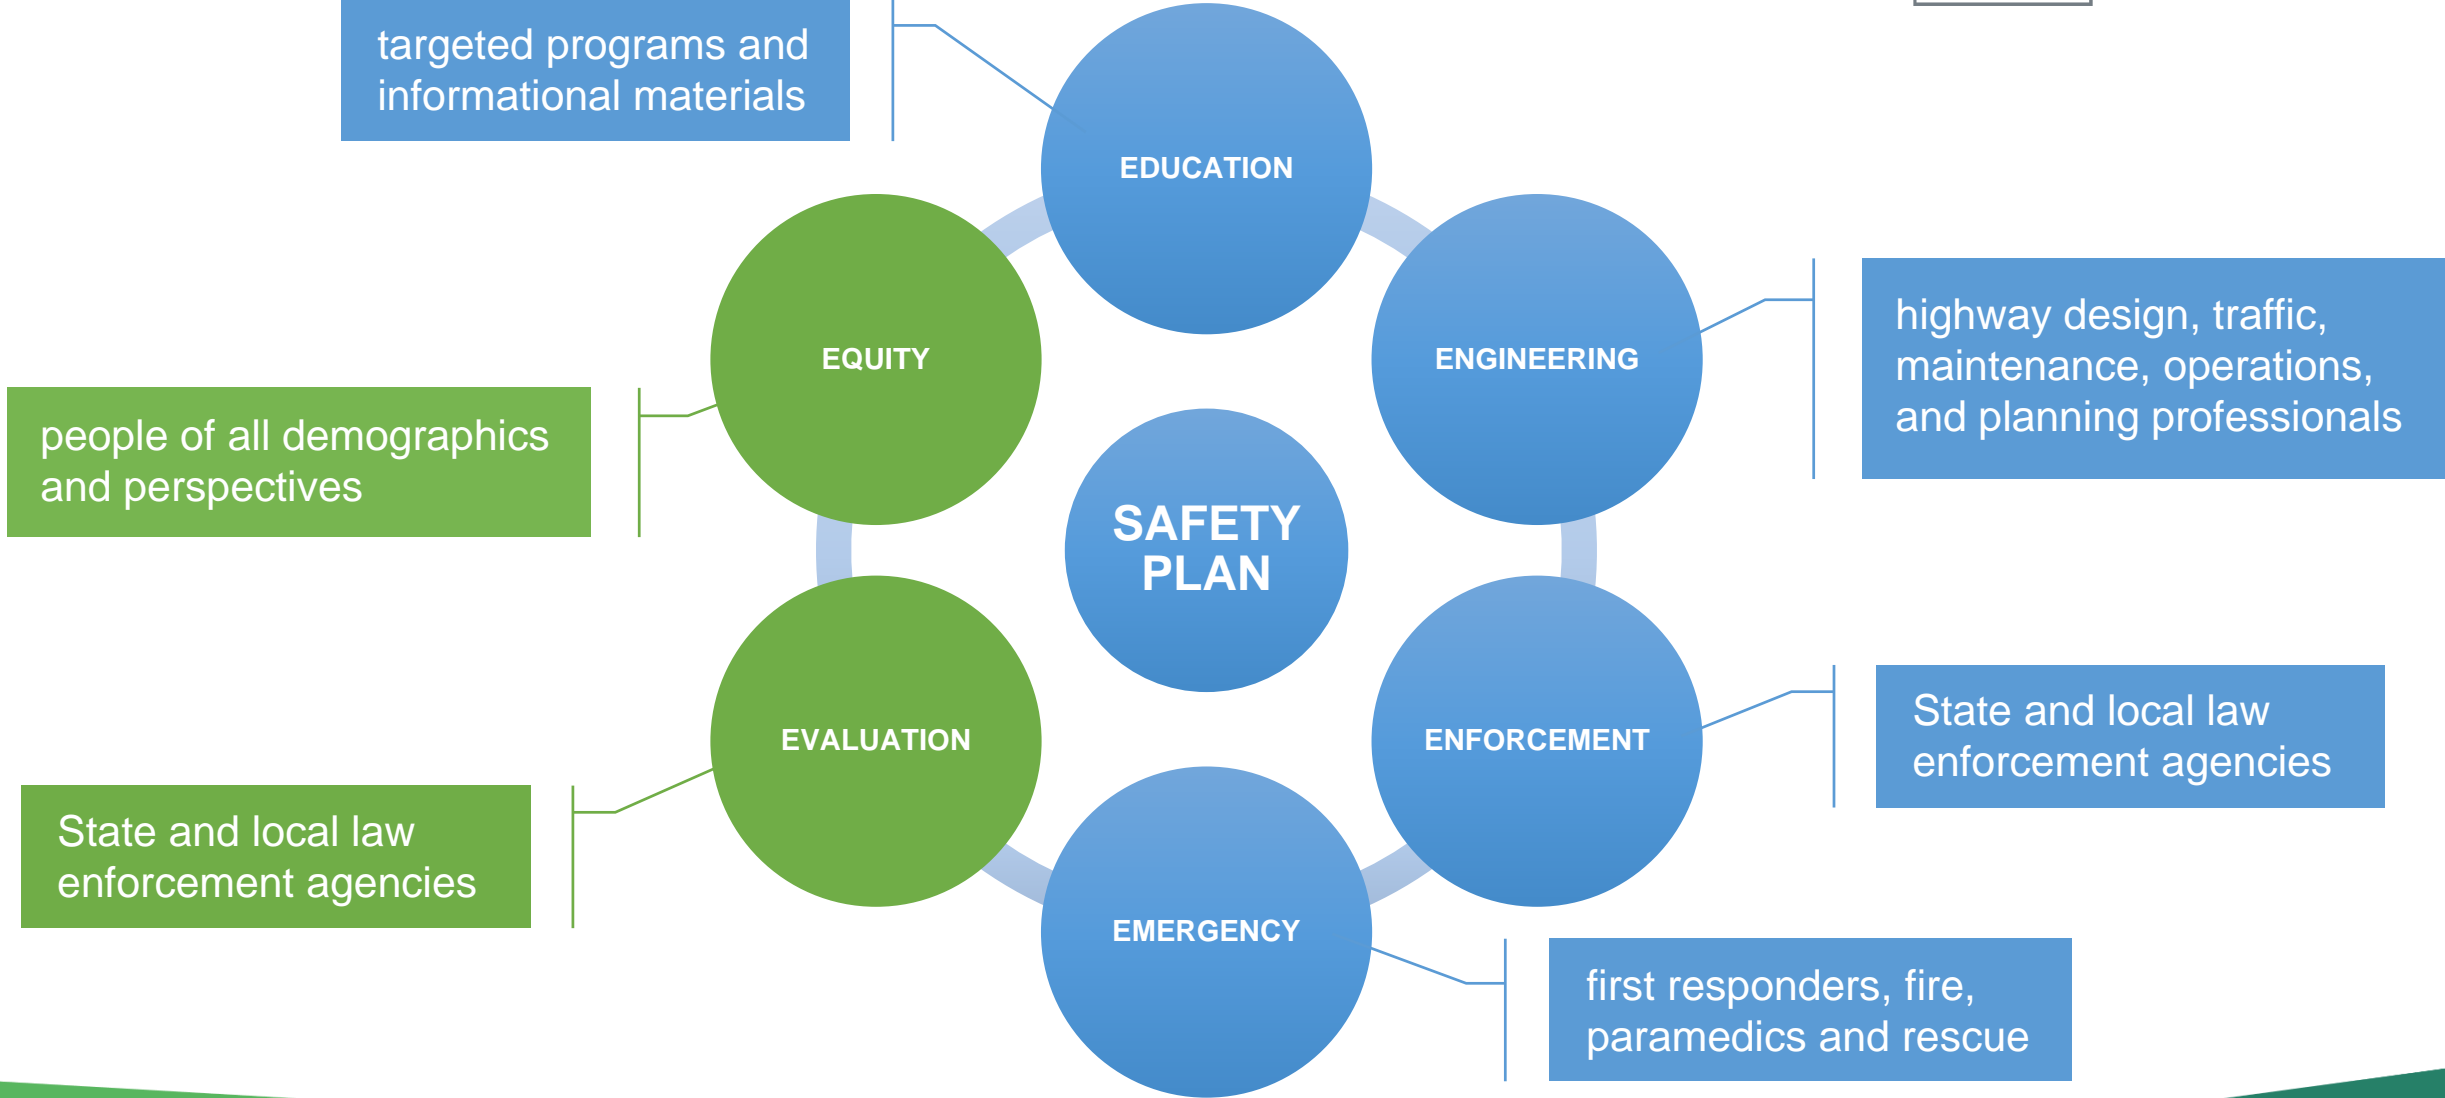 targeted programs and
informational materials
EDUCATION
EQUITY
ENGINEERING
highway design, traffic,
maintenance, operations,
and planning professionals
people of all demographics
and perspectives
SAFETY
PLAN
EVALUATION
ENFORCEMENT
State and local law
enforcement agencies
State and local law
enforcement agencies
EMERGENCY
first responders, fire,
paramedics and rescue